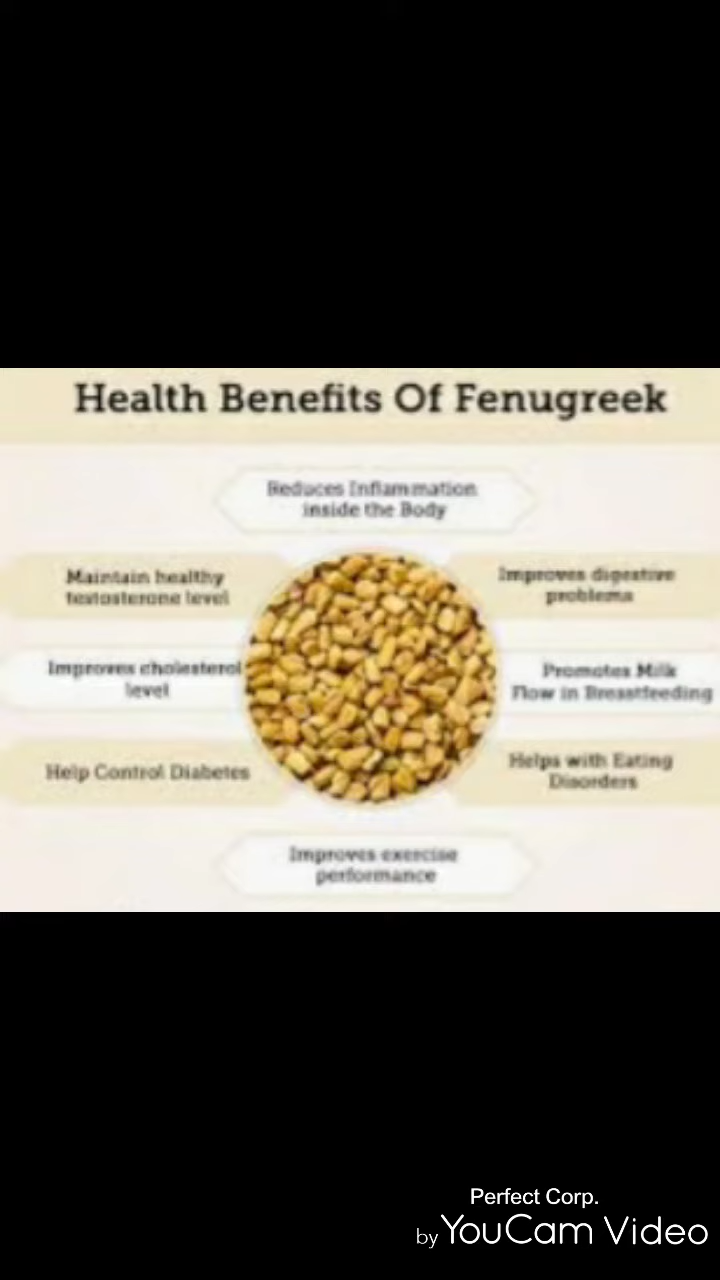 Health Benefits Of Fenugreek
Reduces Inflammation
inside the Body
Maintain healthy
testosterone level
Improves digestive
problems
Improves cholesterol
level
Promotes Milk
Flow in Breastfeeding
Help Control Diabetes
Helps with Eating
Disorders
Improves exercise
performance
Perfect Corp.
by YouCam Video